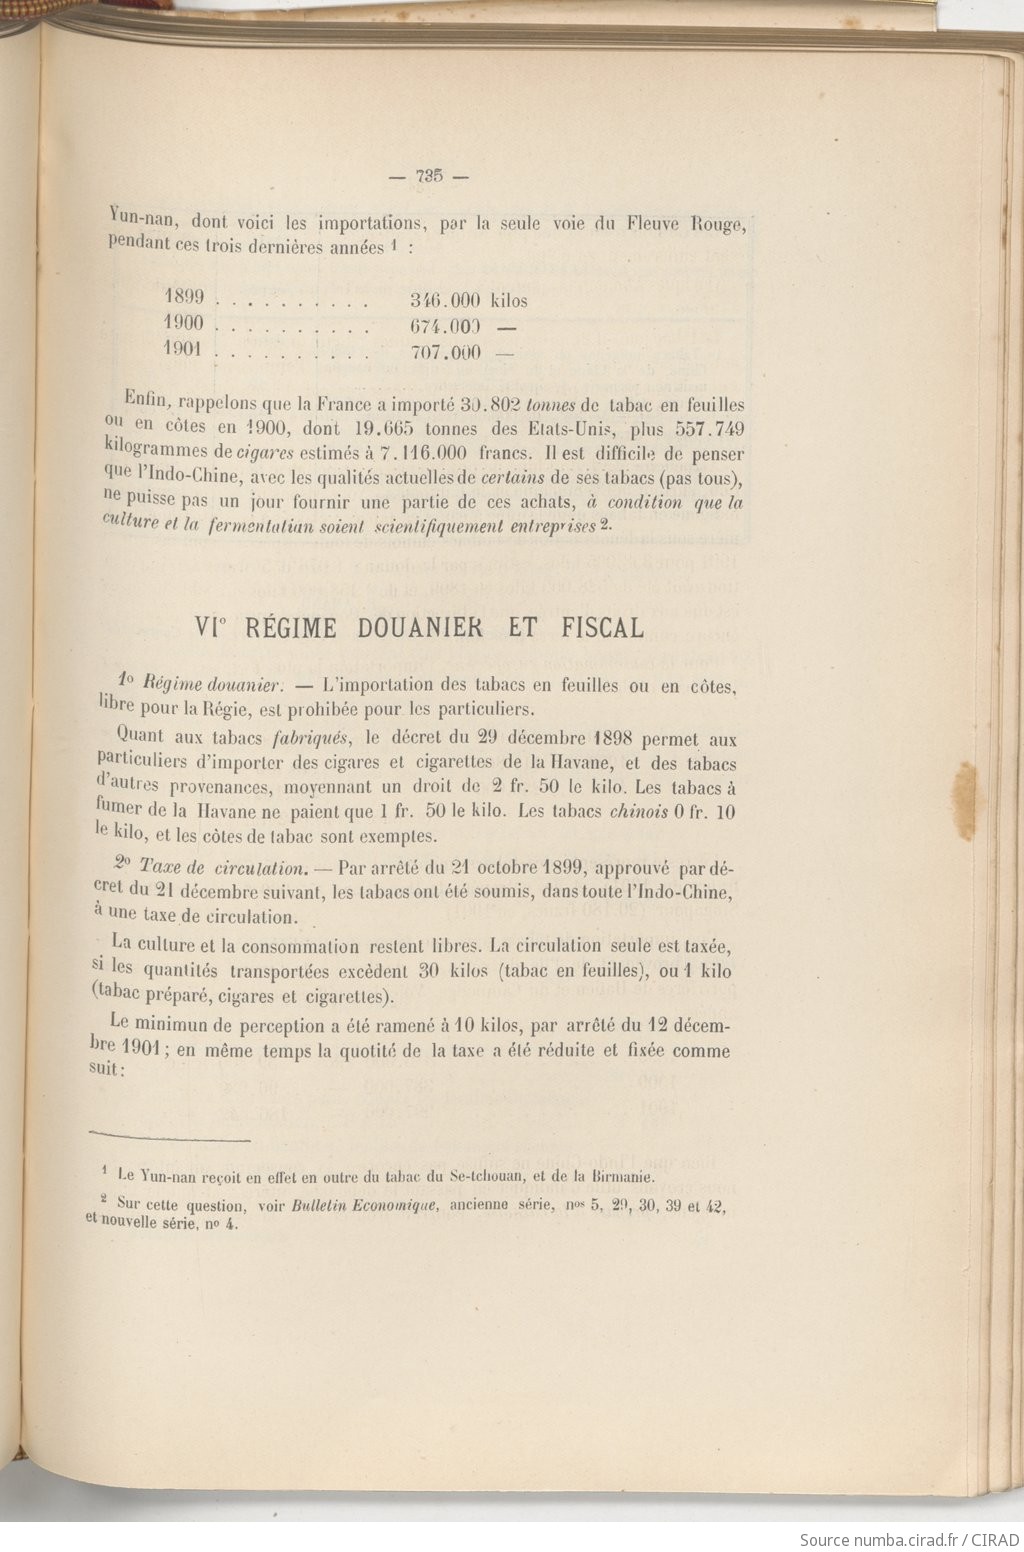 — 735 —
Yun-nan, dont voici les importations, par la seule voie du Fleuve Rouge,
pendant ces trois dernières années 1 :
1899 . . . . . . . . . . 346.000 kilos
1900 . . . . . . . . . . 674.000 —
1901 . . . . . . . . . . 707.000 —
Enfin, rappelons que la France a importé 30.802 tonnes de tabac en feuilles
ou en côtes en 1900, dont 19.665 tonnes des Etats-Unis, plus 557.749
kilogrammes de cigares estimés à 7.116.000 francs. Il est difficile de penser
que l'Indo-Chine, avec les qualités actuelles de certains de ses tabacs (pas tous),
ne puisse pas un jour fournir une partie de ces achats, à condition que la
culture et la fermentatian soient scientifiquement entreprises 2.
VI° RÉGIME DOUANIER ET FISCAL
1º Régime douanier. — L'importation des tabacs en feuilles ou en côtes,
libre pour la Régie, est prohibée pour les particuliers.
Quant aux tabacs fabriqués, le décret du 29 décembre 1898 permet aux
particuliers d'importer des cigares et cigarettes de la Havane, et des tabacs
d'autres provenances, moyennant un droit de 2 fr. 50 le kilo. Les tabacs à
fumer de la Havane ne paient que 1 fr. 50 le kilo. Les tabacs chinois 0 fr. 10
le kilo, et les côtes de tabac sont exemptes.
2º Taxe de circulation. — Par arrêté du 21 octobre 1899, approuvé par dé-
cret du 21 décembre suivant, les tabacs ont été soumis, dans toute l'Indo-Chine,
à une taxe de circulation.
La culture et la consommation restent libres. La circulation seule est taxée,
si les quantités transportées excèdent 30 kilos (tabac en feuilles), ou 1 kilo
(tabac préparé, cigares et cigarettes).
Le minimun de perception a été ramené à 10 kilos, par arrêté du 12 décem-
bre 1901 ; en même temps la quotité de la taxe a été réduite et fixée comme
suit :
1 Le Yun-nan reçoit en effet en outre du tabac du Se-tchouan, et de la Birmanie.
2 Sur cette question, voir Bulletin Economique, ancienne série, nos 5, 29, 30, 39 et 42,
et nouvelle série, nº 4.
Source numba.cirad.fr / CIRAD